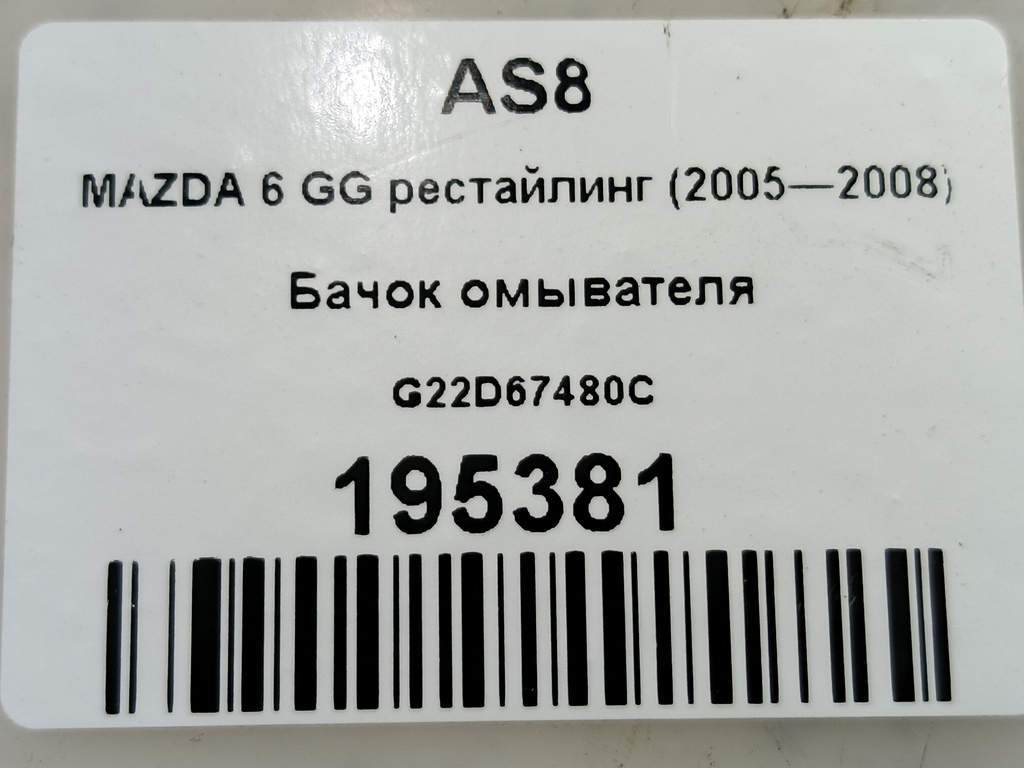 AS8
MAZDA 6 GG рестайлинг (2005—2008)
Бачок омывателя
G22D67480C
195381